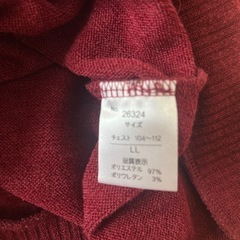 26324
サイズ
チェスト 104〜112
LL
組質表示
ポリエステル 97%
ポリウレタン 3%